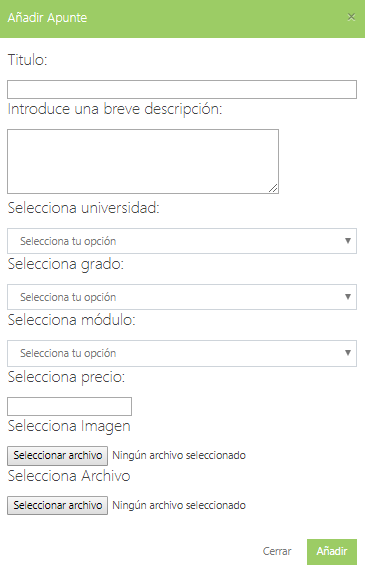 Añadir Apunte ×
Titulo:
Introduce una breve descripción:
Selecciona universidad:
Selecciona tu opción
Selecciona grado:
Selecciona tu opción
Selecciona módulo:
Selecciona tu opción
Selecciona precio:
Selecciona Imagen
Seleccionar archivo Ningún archivo seleccionado
Selecciona Archivo
Seleccionar archivo Ningún archivo seleccionado
Cerrar Añadir